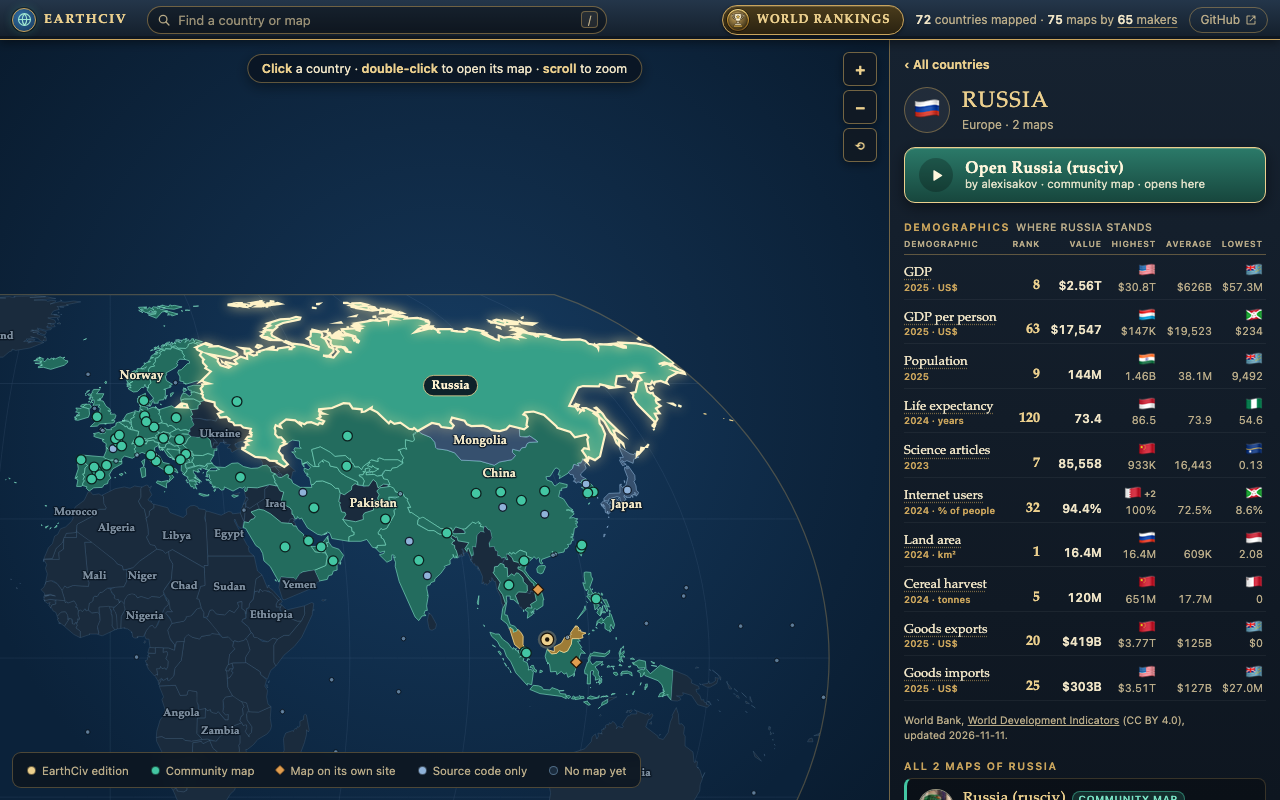 EARTHCIV
Find a country or map
/
WORLD RANKINGS
72 countries mapped · 75 maps by 65 makers
GitHub
Click a country · double-click to open its map · scroll to zoom
+
−
nd
Norway
Russia
Ukraine
Mongolia
China
Iraq
Pakistan
Japan
Morocco
Algeria
Libya
Egypt
Mali
Niger
Chad
Sudan
Yemen
Nigeria
Ethiopia
Angola
Zambia
ia
EarthCiv edition
Community map
Map on its own site
Source code only
No map yet
‹ All countries
RUSSIA
Europe · 2 maps
Open Russia (rusciv)
by alexisakov · community map · opens here
DEMOGRAPHICS WHERE RUSSIA STANDS
DEMOGRAPHIC RANK VALUE HIGHEST AVERAGE LOWEST
GDP
2025 · US$ 8 $2.56T $30.8T $626B $57.3M
GDP per person
2025 · US$ 63 $17,547 $147K $19,523 $234
Population
2025 9 144M 1.46B 38.1M 9,492
Life expectancy
2024 · years 120 73.4 86.5 73.9 54.6
Science articles
2023 7 85,558 933K 16,443 0.13
Internet users +2
2024 · % of people 32 94.4% 100% 72.5% 8.6%
Land area
2024 · km² 1 16.4M 16.4M 609K 2.08
Cereal harvest
2024 · tonnes 5 120M 651M 17.7M 0
Goods exports
2025 · US$ 20 $419B $3.77T $125B $0
Goods imports
2025 · US$ 25 $303B $3.51T $127B $27.0M
World Bank, World Development Indicators (CC BY 4.0),
updated 2026-11-11.
ALL 2 MAPS OF RUSSIA
Russia (rusciv) COMMUNITY MAP